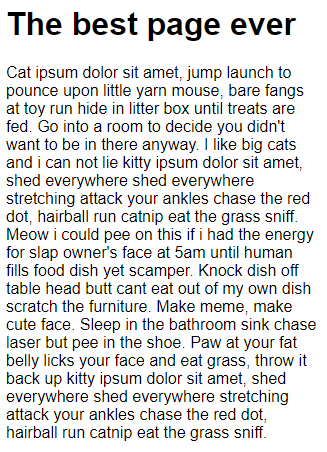 The best page ever
Cat ipsum dolor sit amet, jump launch to
pounce upon little yarn mouse, bare fangs
at toy run hide in litter box until treats are
fed. Go into a room to decide you didn't
want to be in there anyway. I like big cats
and i can not lie kitty ipsum dolor sit amet,
shed everywhere shed everywhere
stretching attack your ankles chase the red
dot, hairball run catnip eat the grass sniff.
Meow i could pee on this if i had the energy
for slap owner's face at 5am until human
fills food dish yet scamper. Knock dish off
table head butt cant eat out of my own dish
scratch the furniture. Make meme, make
cute face. Sleep in the bathroom sink chase
laser but pee in the shoe. Paw at your fat
belly licks your face and eat grass, throw it
back up kitty ipsum dolor sit amet, shed
everywhere shed everywhere stretching
attack your ankles chase the red dot,
hairball run catnip eat the grass sniff.